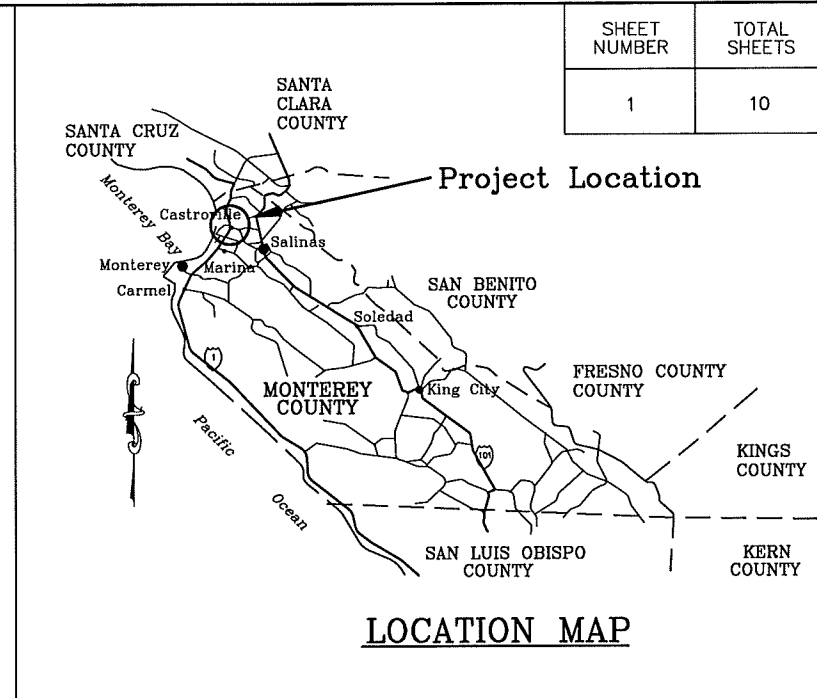 SHEET NUMBER
TOTAL SHEETS
1
10
SANTA
CLARA
COUNTY
SANTA CRUZ
COUNTY
Project Location
Monterey Bay
Castroville
Salinas
Monterey
Marina
Carmel
SAN BENITO
COUNTY
Soledad
1
FRESNO COUNTY
COUNTY
MONTEREY
COUNTY
King City
Pacific
Ocean
101
KINGS
COUNTY
SAN LUIS OBISPO
COUNTY
KERN
COUNTY
LOCATION MAP